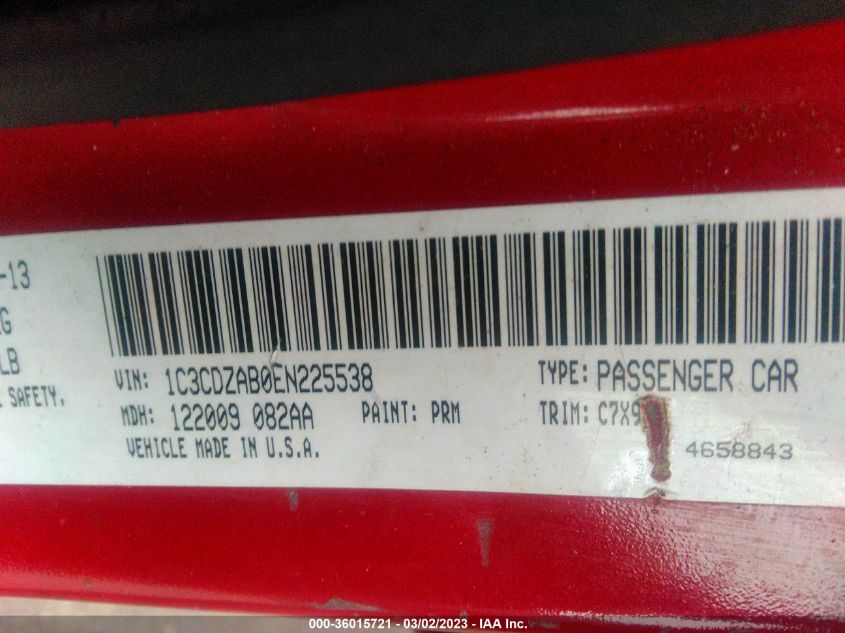 -13
G
LB
SAFETY,
VIN: 1C3CDZAB0EN225538
TYPE: PASSENGER CAR
MDH: 122009 082AA
PAINT: PRM
TRIM: C7X9
VEHICLE MADE IN U.S.A.
4658843
000-36015721 - 03/02/2023 - IAA Inc.